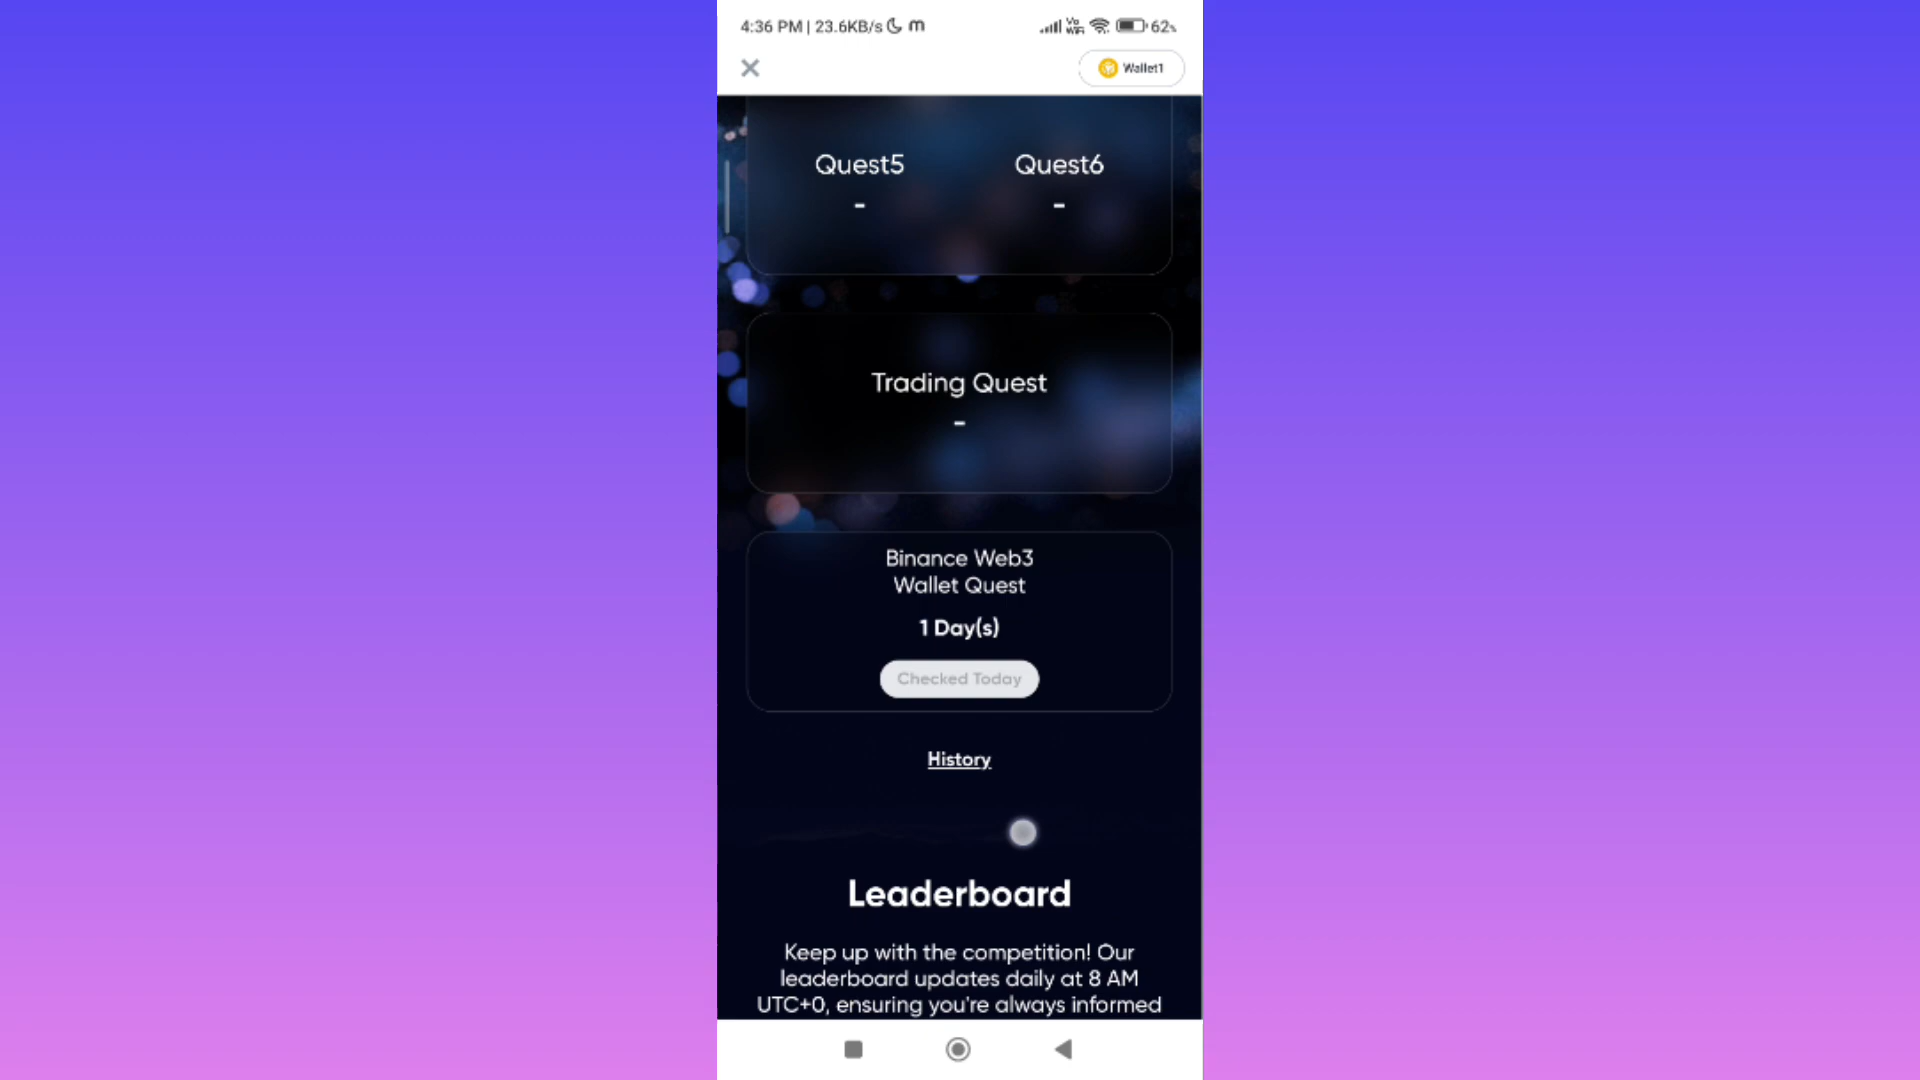 4:36 PM | 23.6KB/s m
Vo
WiFi
62%
Wallet1
Quest5
Quest6
-
-
Trading Quest
-
Binance Web3
Wallet Quest
1 Day(s)
Checked Today
History
Leaderboard
Keep up with the competition! Our
leaderboard updates daily at 8 AM
UTC+0, ensuring you're always informed